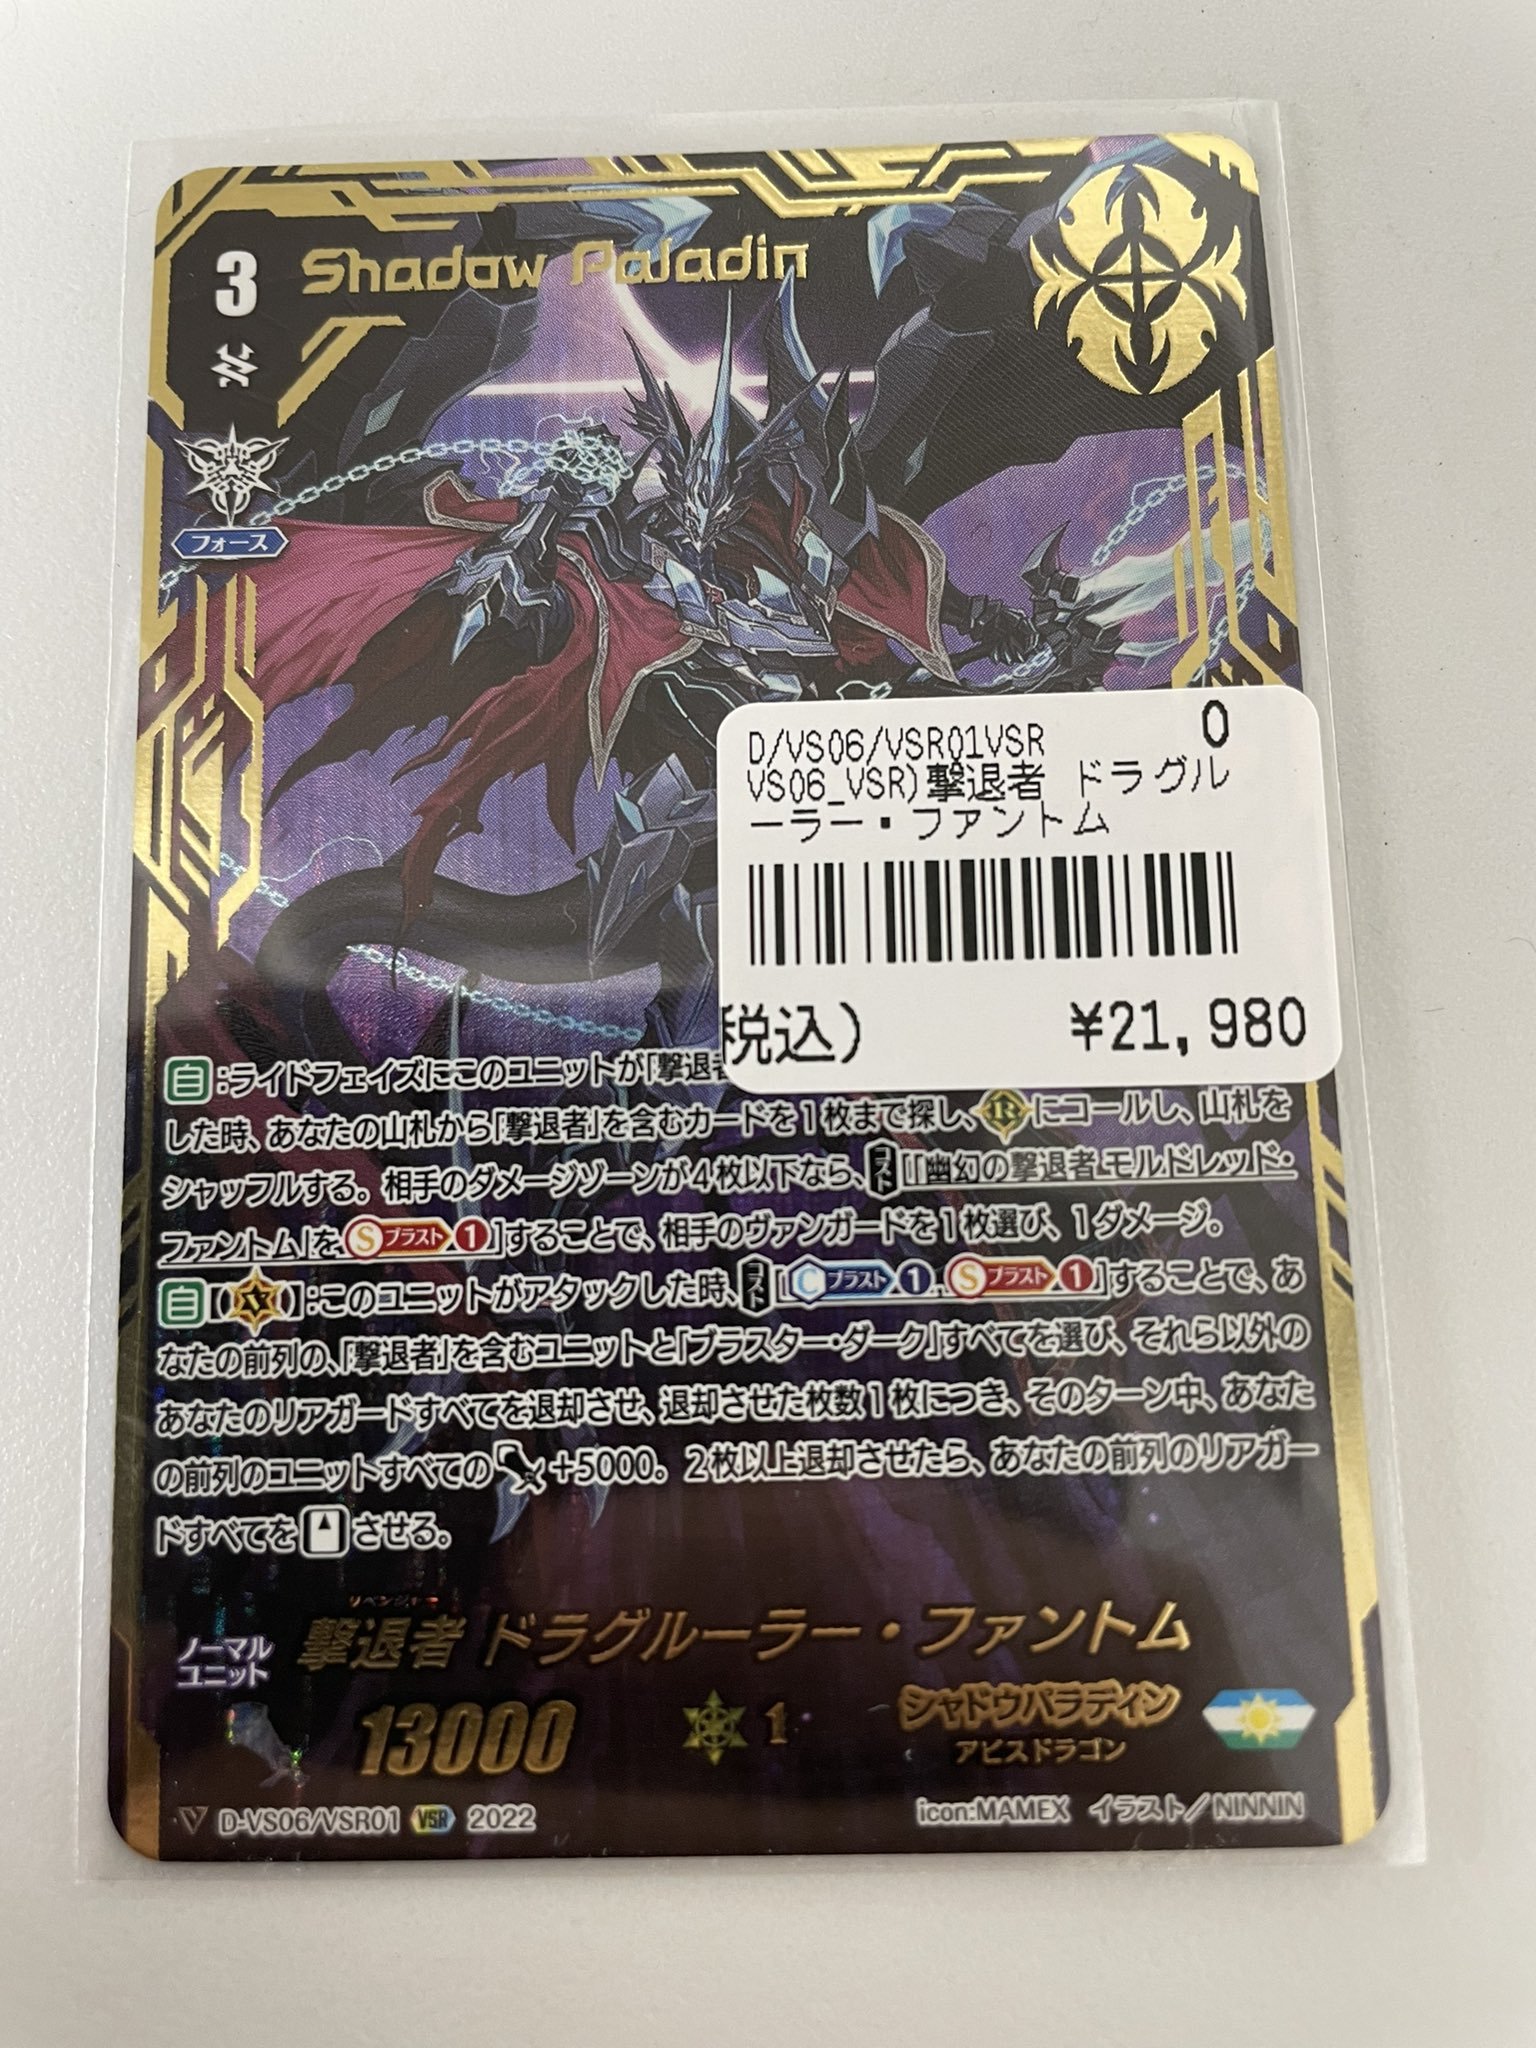 3
Shadow Paladin
フォース
D/VS06/VSR01VSR 0
VS06_VSR)撃退者 ドラグル
ーラー・ファントム
税込) ¥21,980
自:ライドフェイズにこのユニットが「撃退者
した時、あなたの山札から「撃退者」を含むカードを1枚まで探し、Rにコールし、山札を
シャッフルする。相手のダメージゾーンが4枚以下なら、コスト[「幽幻の撃退者 モルドレッド・
ファントム」をSブラスト1]することで、相手のヴァンガードを1枚選び、1ダメージ。
自【V】:このユニットがアタックした時、コスト[Cブラスト1,Sブラスト1]することで、あ
なたの前列の、「撃退者」を含むユニットと「ブラスター・ダーク」すべてを選び、それら以外の
あなたのリアガードすべてを退却させ、退却させた枚数1枚につき、そのターン中、あなた
の前列のユニットすべての+5000。2枚以上退却させたら、あなたの前列のリアガー
ドすべてをさせる。
リベンジャー
ノーマル
ユニット
撃退者 ドラグルーラー・ファントム
13000 1
シャドウパラディン
アビスドラゴン
D-VS06/VSR01 VSR 2022 icon:MAMEX イラスト/NINNIN